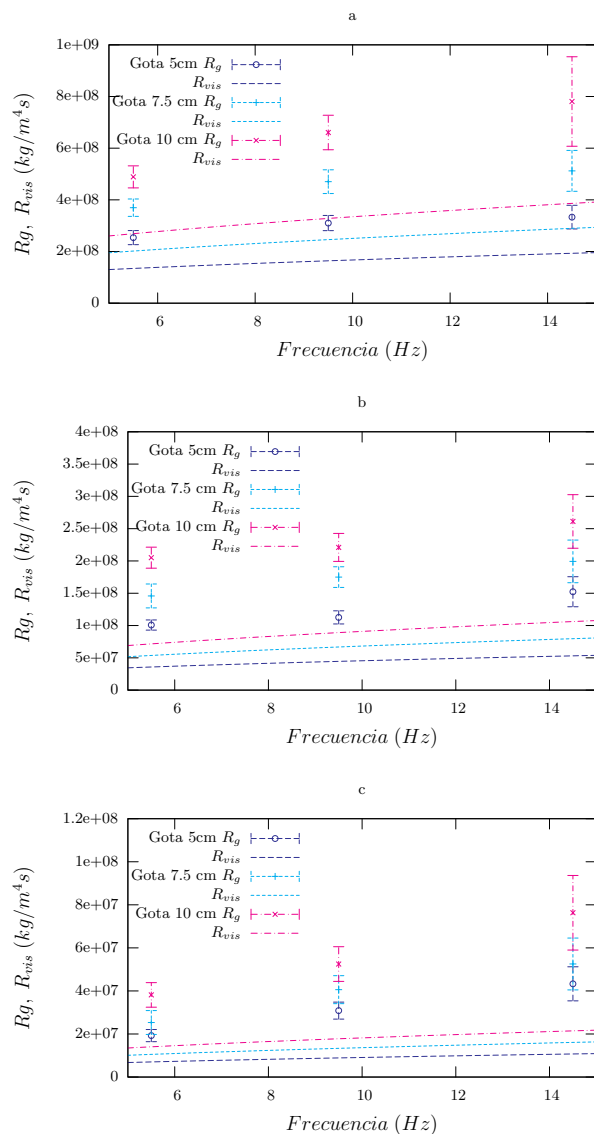 a
1e+09
8e+08
6e+08
4e+08
2e+08
0
Rg, R_vis (kg/m^4 s)
Gota 5cm R_g
R_vis
Gota 7.5 cm R_g
R_vis
Gota 10 cm R_g
R_vis
6 8 10 12 14
Frecuencia (Hz)
b
4e+08
3.5e+08
3e+08
2.5e+08
2e+08
1.5e+08
1e+08
5e+07
0
Rg, R_vis (kg/m^4 s)
Gota 5cm R_g
R_vis
Gota 7.5 cm R_g
R_vis
Gota 10 cm R_g
R_vis
6 8 10 12 14
Frecuencia (Hz)
c
1.2e+08
1e+08
8e+07
6e+07
4e+07
2e+07
0
Rg, R_vis (kg/m^4 s)
Gota 5cm R_g
R_vis
Gota 7.5 cm R_g
R_vis
Gota 10 cm R_g
R_vis
6 8 10 12 14
Frecuencia (Hz)